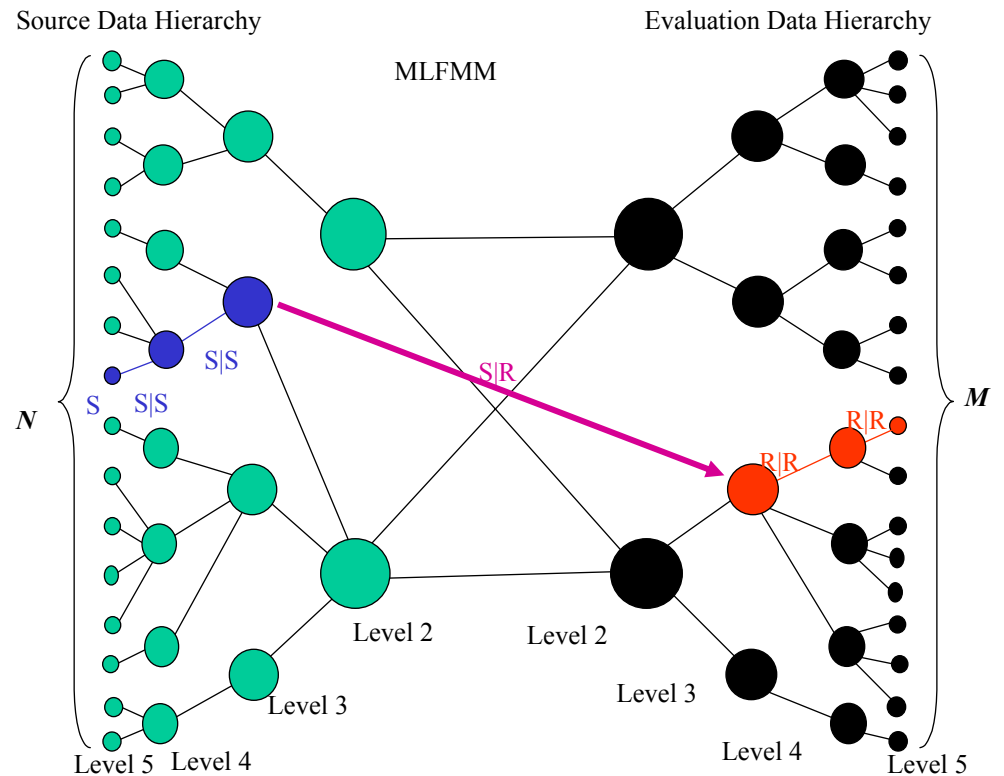 Source Data Hierarchy
Evaluation Data Hierarchy
MLFMM
S|S
S|R
S
S|S
N
M
R|R
R|R
Level 2
Level 2
Level 3
Level 3
Level 4
Level 4
Level 5
Level 5